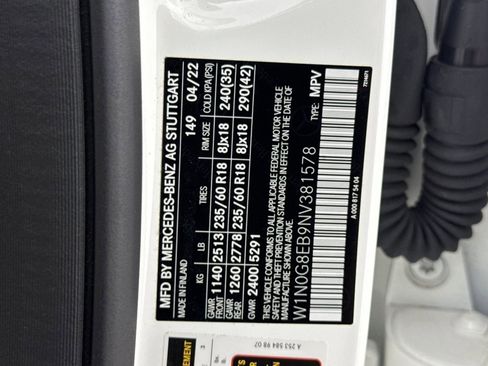 MFD BY MERCEDES-BENZ AG STUTTGART
MADE IN FINLAND 149 04/22
KG LB TIRES RIM SIZE COLD KPA(PSI)
GAWR FRONT 1140 2513 235/60 R18 8Jx18 240(35)
GAWR REAR 1260 2778 235/60 R18 8Jx18 290(42)
GVWR 2400 5291
THIS VEHICLE CONFORMS TO ALL APPLICABLE FEDERAL MOTOR VEHICLE
SAFETY AND THEFT PREVENTION STANDARDS IN EFFECT ON THE DATE OF
MANUFACTURE SHOWN ABOVE.
W1N0G8EB9NV381578 TYPE: MPV
A 000 817 54 04
A 253 584 98 07